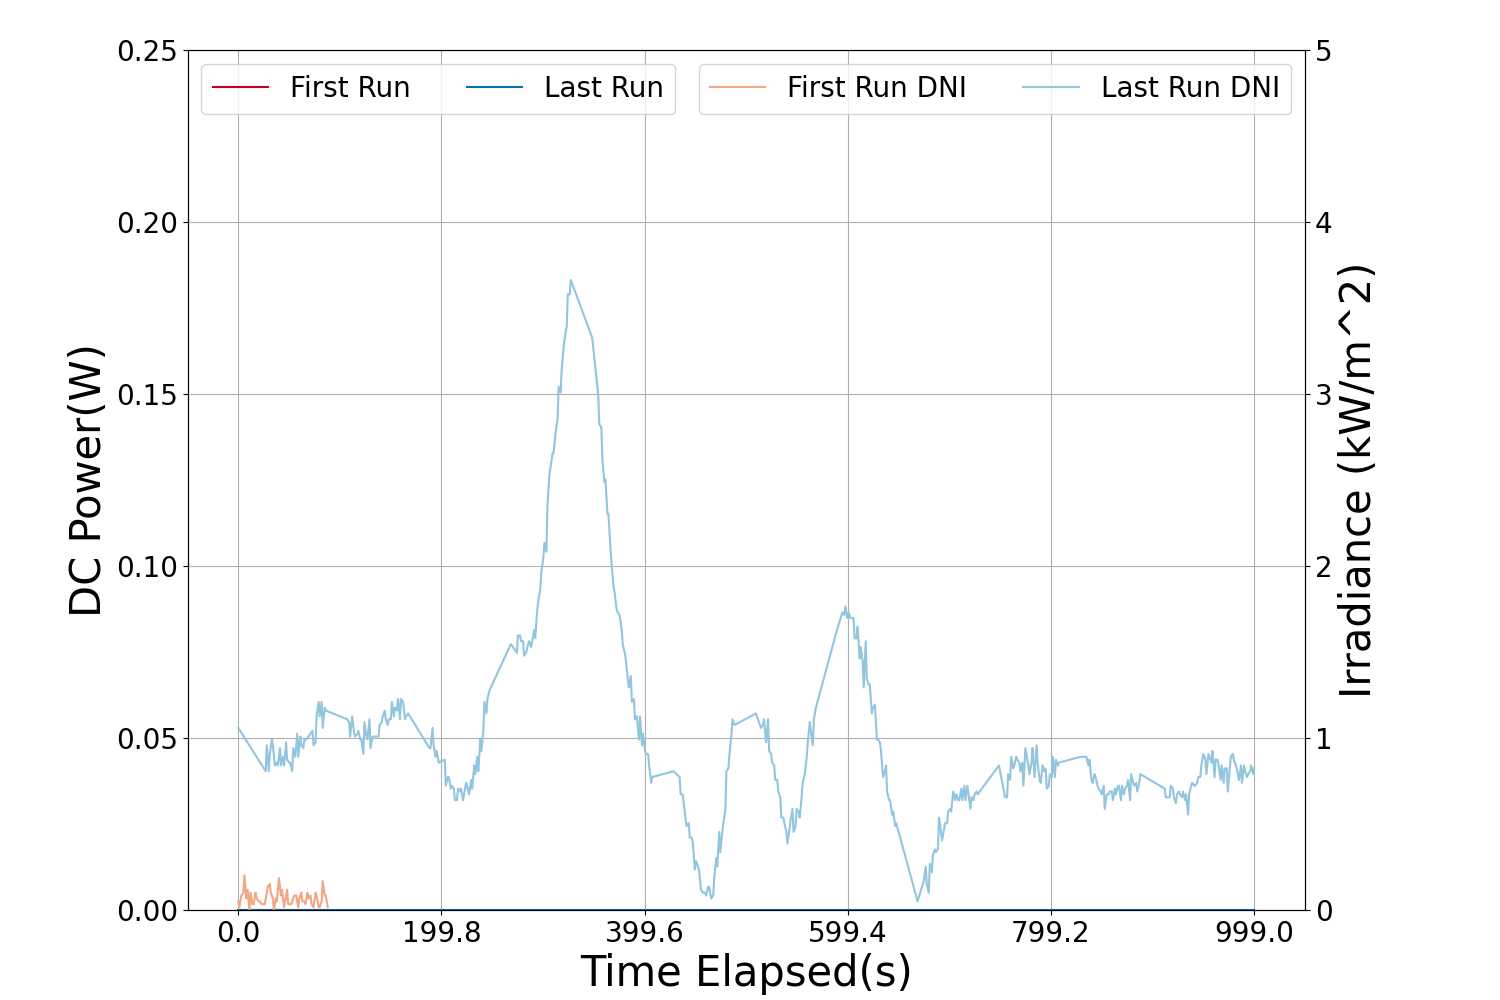 First Run
Last Run
First Run DNI
Last Run DNI
0.25
0.20
0.15
0.10
0.05
0.00
DC Power(W)
5
4
3
2
1
0
Irradiance (kW/m^2)
0.0
199.8
399.6
599.4
799.2
999.0
Time Elapsed(s)